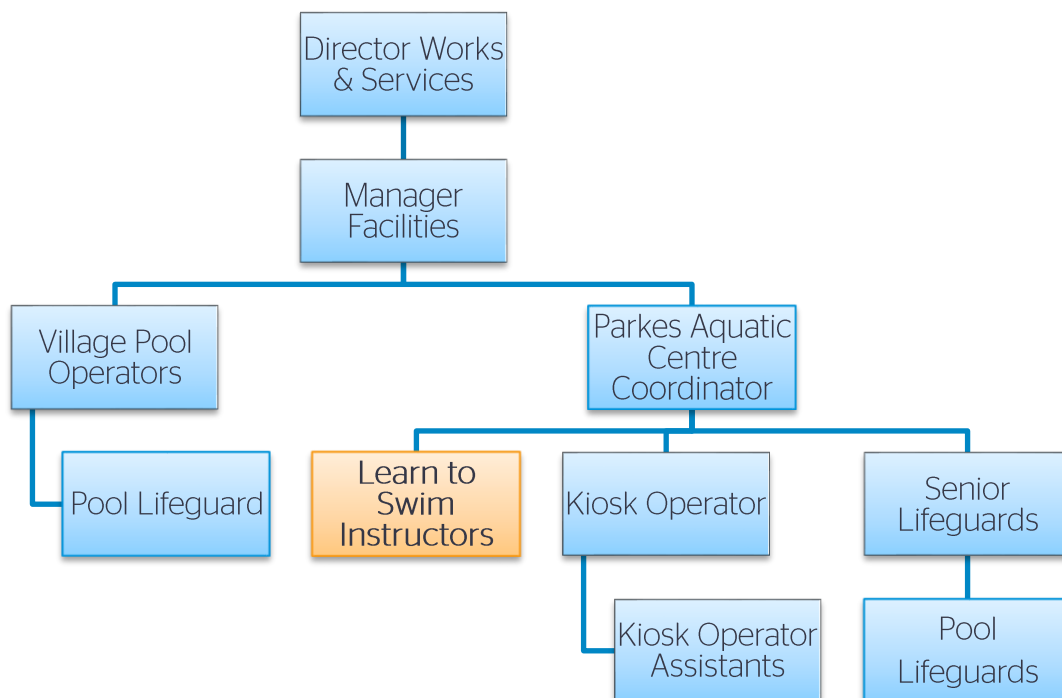 Director Works
& Services
Manager
Facilities
Village Pool
Operators
Parkes Aquatic
Centre
Coordinator
Pool Lifeguard
Learn to
Swim
Instructors
Kiosk Operator
Senior
Lifeguards
Kiosk Operator
Assistants
Pool
Lifeguards